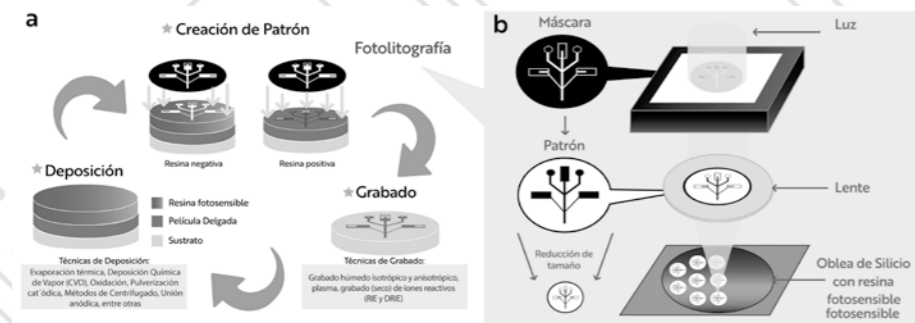 a
Creación de Patrón
Fotolitografía
Resina negativa
Resina positiva
Deposición
Resina fotosensible
Película Delgada
Sustrato
Grabado
Técnicas de Deposición:
Evaporación térmica, Deposición Química
de Vapor (CVD), Oxidación, Pulverización
cat´ódica, Métodos de Centrifugado, Unión
anódica, entre otras
Técnicas de Grabado:
Grabado húmedo isotrópico y anisotrópico,
plasma, grabado (seco) de iones reactivos
(RIE y DRIE)
b
Máscara
Luz
Patrón
Lente
Reducción de
tamaño
Oblea de Silicio
con resina
fotosensible
fotosensible